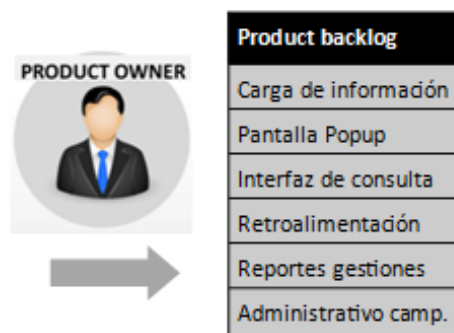 PRODUCT OWNER
Product backlog
Carga de información
Pantalla Popup
Interfaz de consulta
Retroalimentación
Reportes gestiones
Administrativo camp.